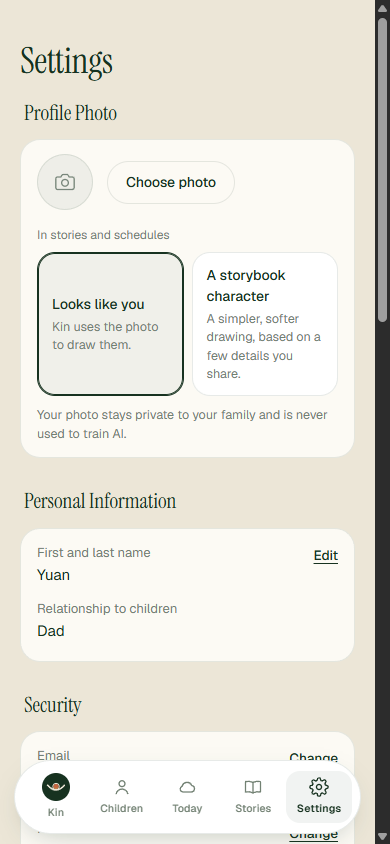 Settings
Profile Photo
Choose photo
In stories and schedules
Looks like you
Kin uses the photo
to draw them.
A storybook
character
A simpler, softer
drawing, based on a
few details you
share.
Your photo stays private to your family and is never
used to train AI.
Personal Information
First and last name
Edit
Yuan
Relationship to children
Dad
Security
Email
Change
Kin
Children
Today
Stories
Settings
Change